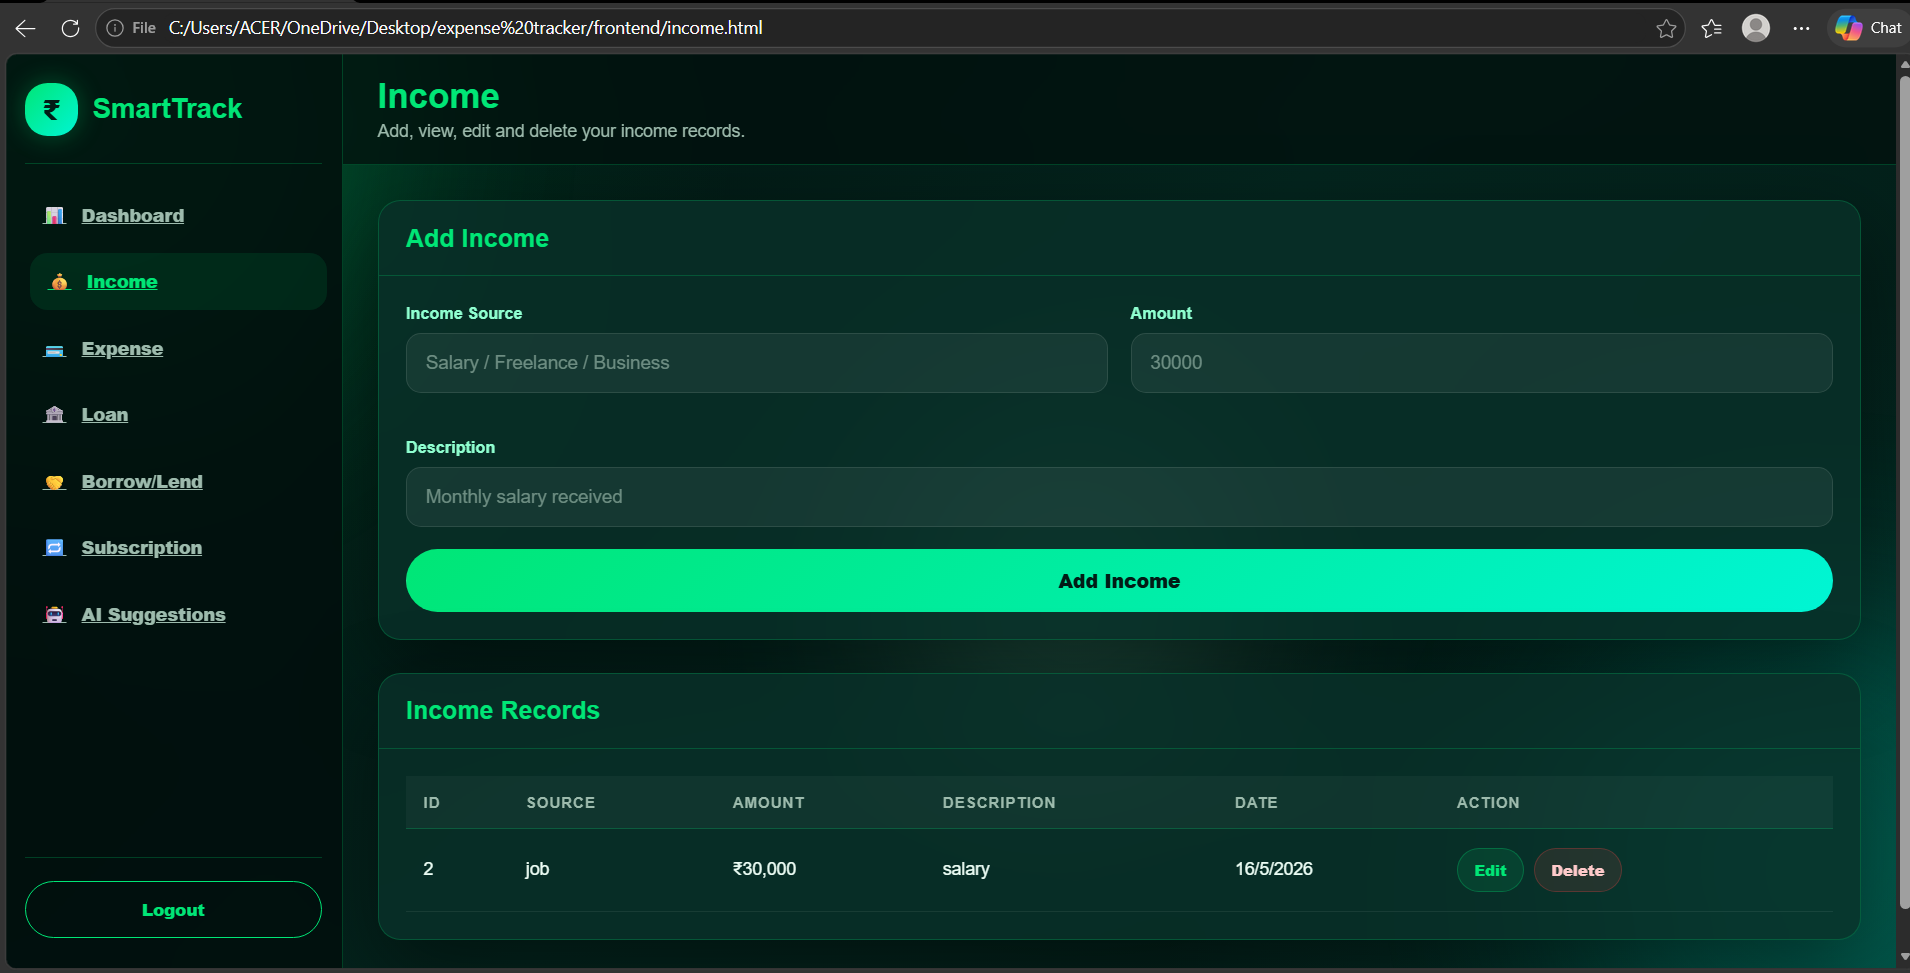 File C:/Users/ACER/OneDrive/Desktop/expense%20tracker/frontend/income.html
Chat
₹ SmartTrack
Dashboard
Income
Expense
Loan
Borrow/Lend
Subscription
AI Suggestions
Logout
Income
Add, view, edit and delete your income records.
Add Income
Income Source Amount
Salary / Freelance / Business 30000
Description
Monthly salary received
Add Income
Income Records
ID SOURCE AMOUNT DESCRIPTION DATE ACTION
2 job ₹30,000 salary 16/5/2026 Edit Delete